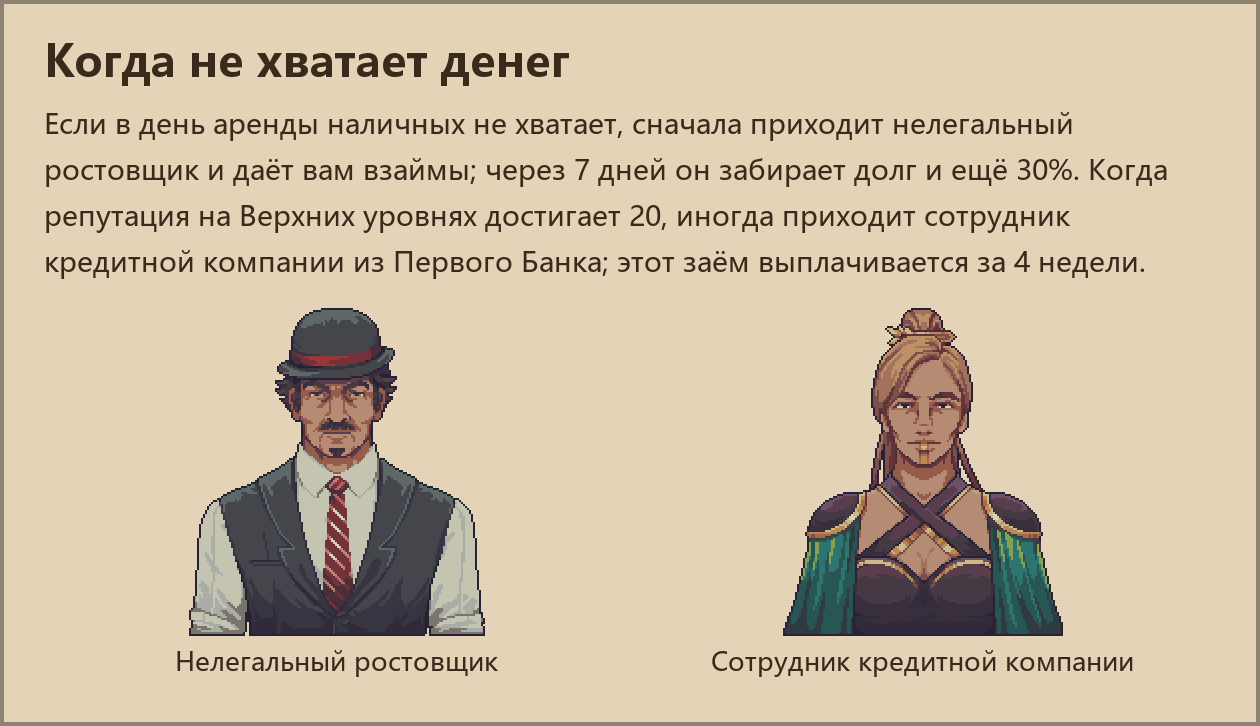 Когда не хватает денег
Если в день аренды наличных не хватает, сначала приходит нелегальный
ростовщик и даёт вам взаймы; через 7 дней он забирает долг и ещё 30%. Когда
репутация на Верхних уровнях достигает 20, иногда приходит сотрудник
кредитной компании из Первого Банка; этот заём выплачивается за 4 недели.
Нелегальный ростовщик
Сотрудник кредитной компании